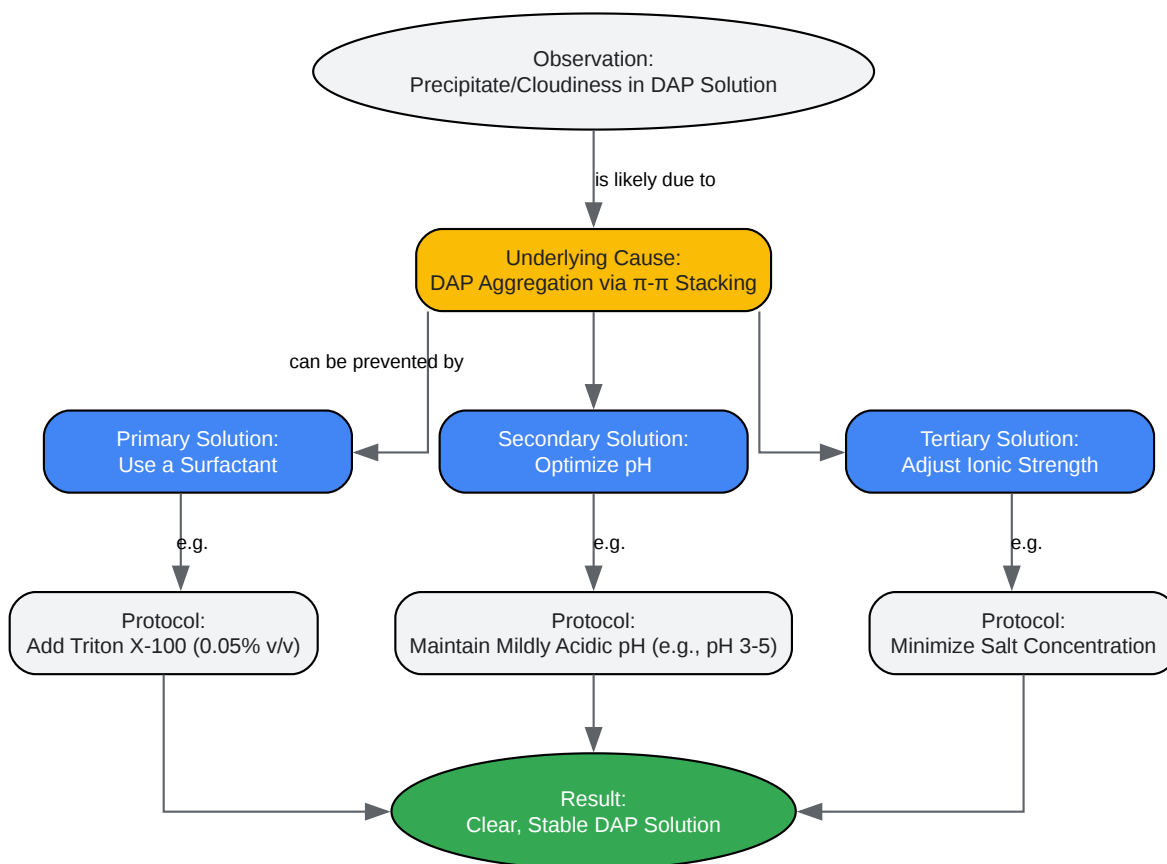 Observation:
Precipitate/Cloudiness in DAP Solution
is likely due to
Underlying Cause:
DAP Aggregation via π-π Stacking
can be prevented by
Primary Solution:
Use a Surfactant
Secondary Solution:
Optimize pH
Tertiary Solution:
Adjust Ionic Strength
e.g.
e.g.
e.g.
Protocol:
Add Triton X-100 (0.05% v/v)
Protocol:
Maintain Mildly Acidic pH (e.g., pH 3-5)
Protocol:
Minimize Salt Concentration
Result:
Clear, Stable DAP Solution